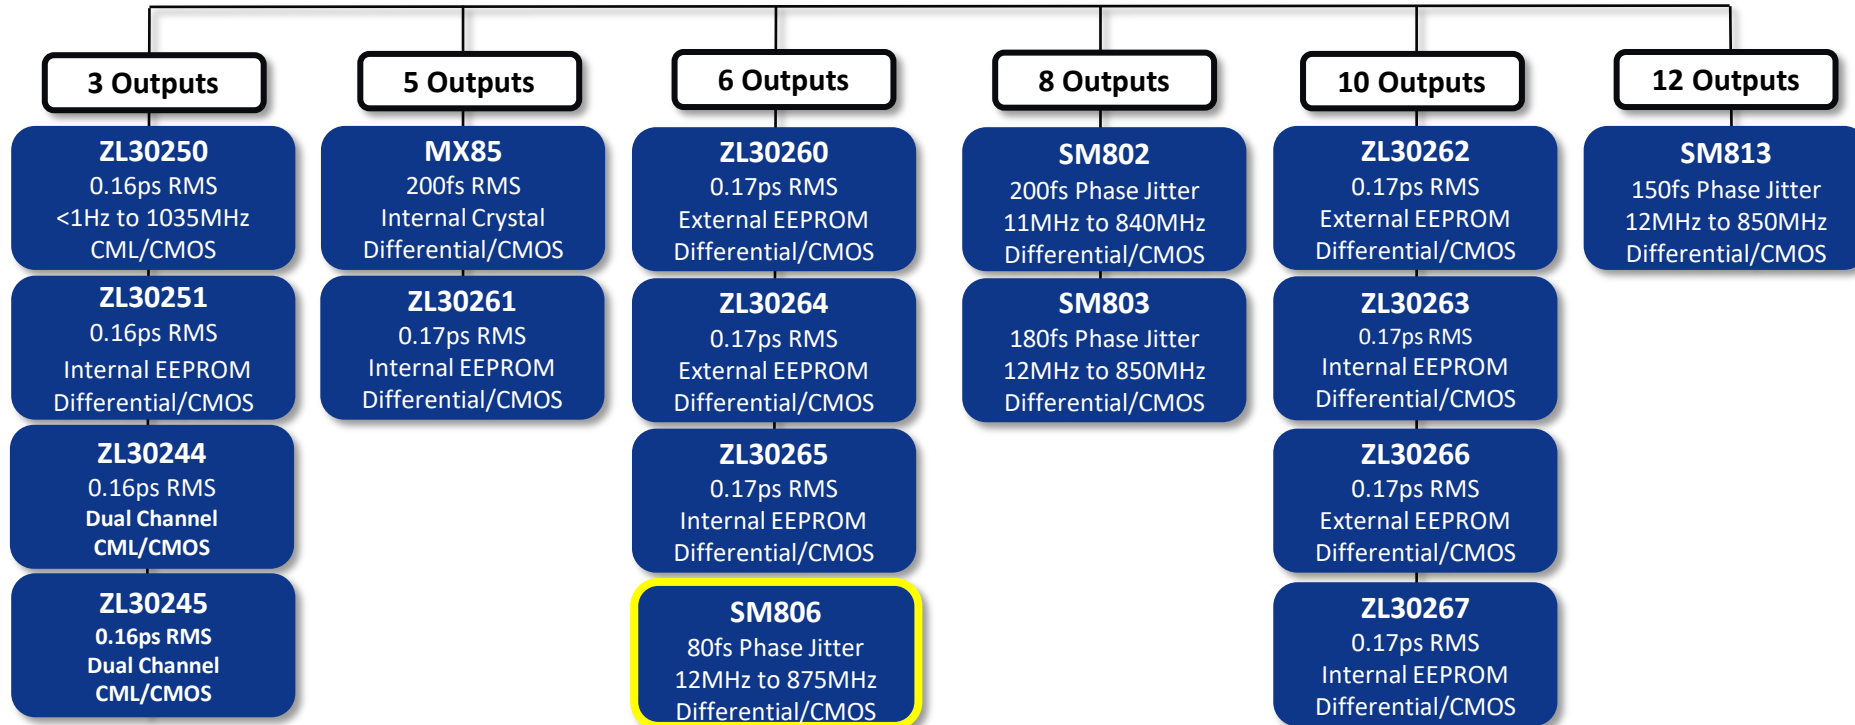 3 Outputs
5 Outputs
6 Outputs
8 Outputs
10 Outputs
12 Outputs
ZL30250
0.16ps RMS
<1Hz to 1035MHz
CML/CMOS
ZL30251
0.16ps RMS
Internal EEPROM
Differential/CMOS
ZL30244
0.16ps RMS
Dual Channel
CML/CMOS
ZL30245
0.16ps RMS
Dual Channel
CML/CMOS
MX85
200fs RMS
Internal Crystal
Differential/CMOS
ZL30261
0.17ps RMS
Internal EEPROM
Differential/CMOS
ZL30260
0.17ps RMS
External EEPROM
Differential/CMOS
ZL30264
0.17ps RMS
External EEPROM
Differential/CMOS
ZL30265
0.17ps RMS
Internal EEPROM
Differential/CMOS
SM806
80fs Phase Jitter
12MHz to 875MHz
Differential/CMOS
SM802
200fs Phase Jitter
11MHz to 840MHz
Differential/CMOS
SM803
180fs Phase Jitter
12MHz to 850MHz
Differential/CMOS
ZL30262
0.17ps RMS
External EEPROM
Differential/CMOS
ZL30263
0.17ps RMS
Internal EEPROM
Differential/CMOS
ZL30266
0.17ps RMS
External EEPROM
Differential/CMOS
ZL30267
0.17ps RMS
Internal EEPROM
Differential/CMOS
SM813
150fs Phase Jitter
12MHz to 850MHz
Differential/CMOS